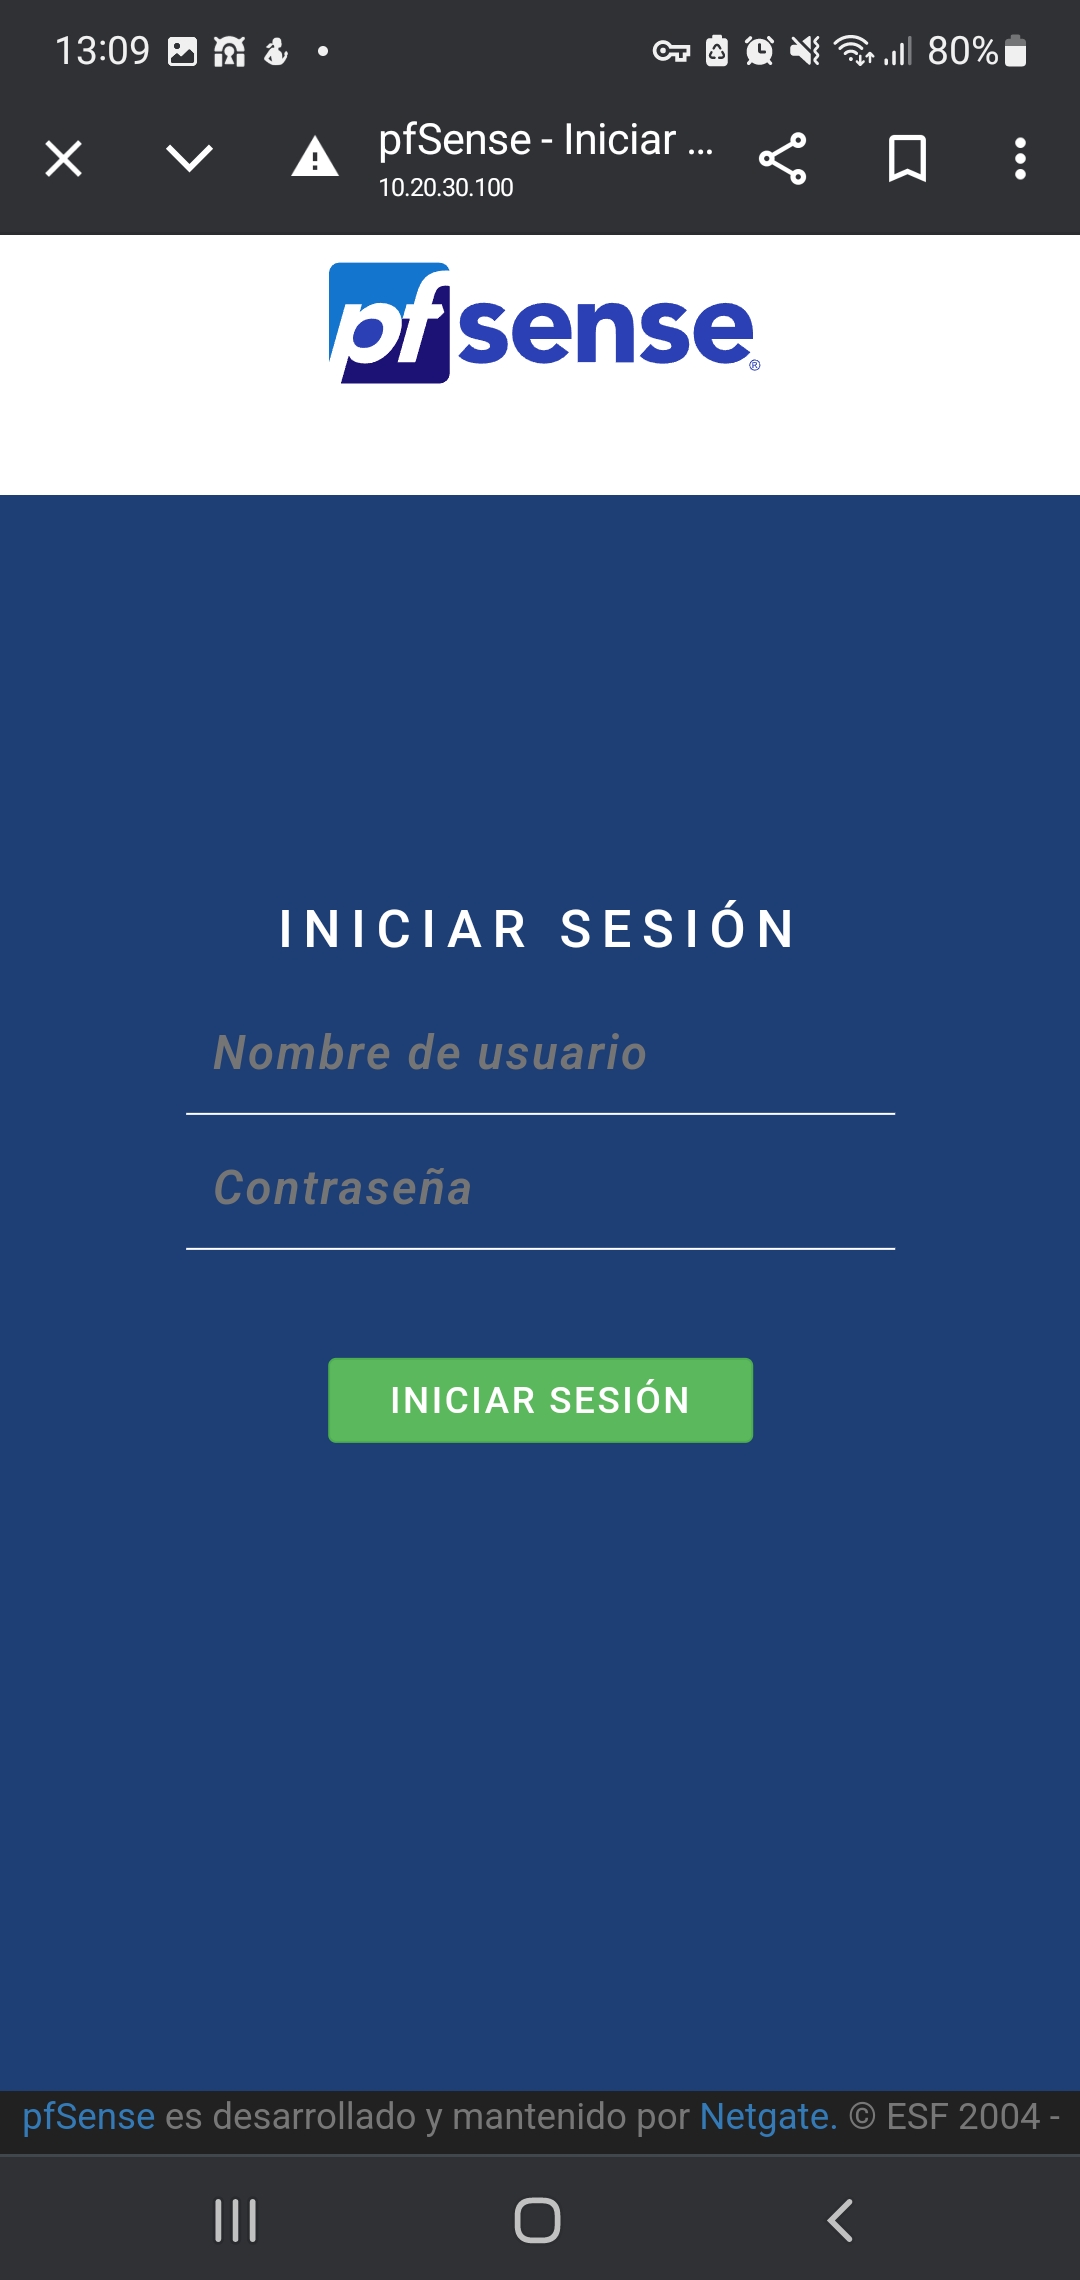 13:09
80%
pfSense - Iniciar ...
10.20.30.100
pfsense®
INICIAR SESIÓN
Nombre de usuario
Contraseña
INICIAR SESIÓN
pfSense es desarrollado y mantenido por Netgate. © ESF 2004 -